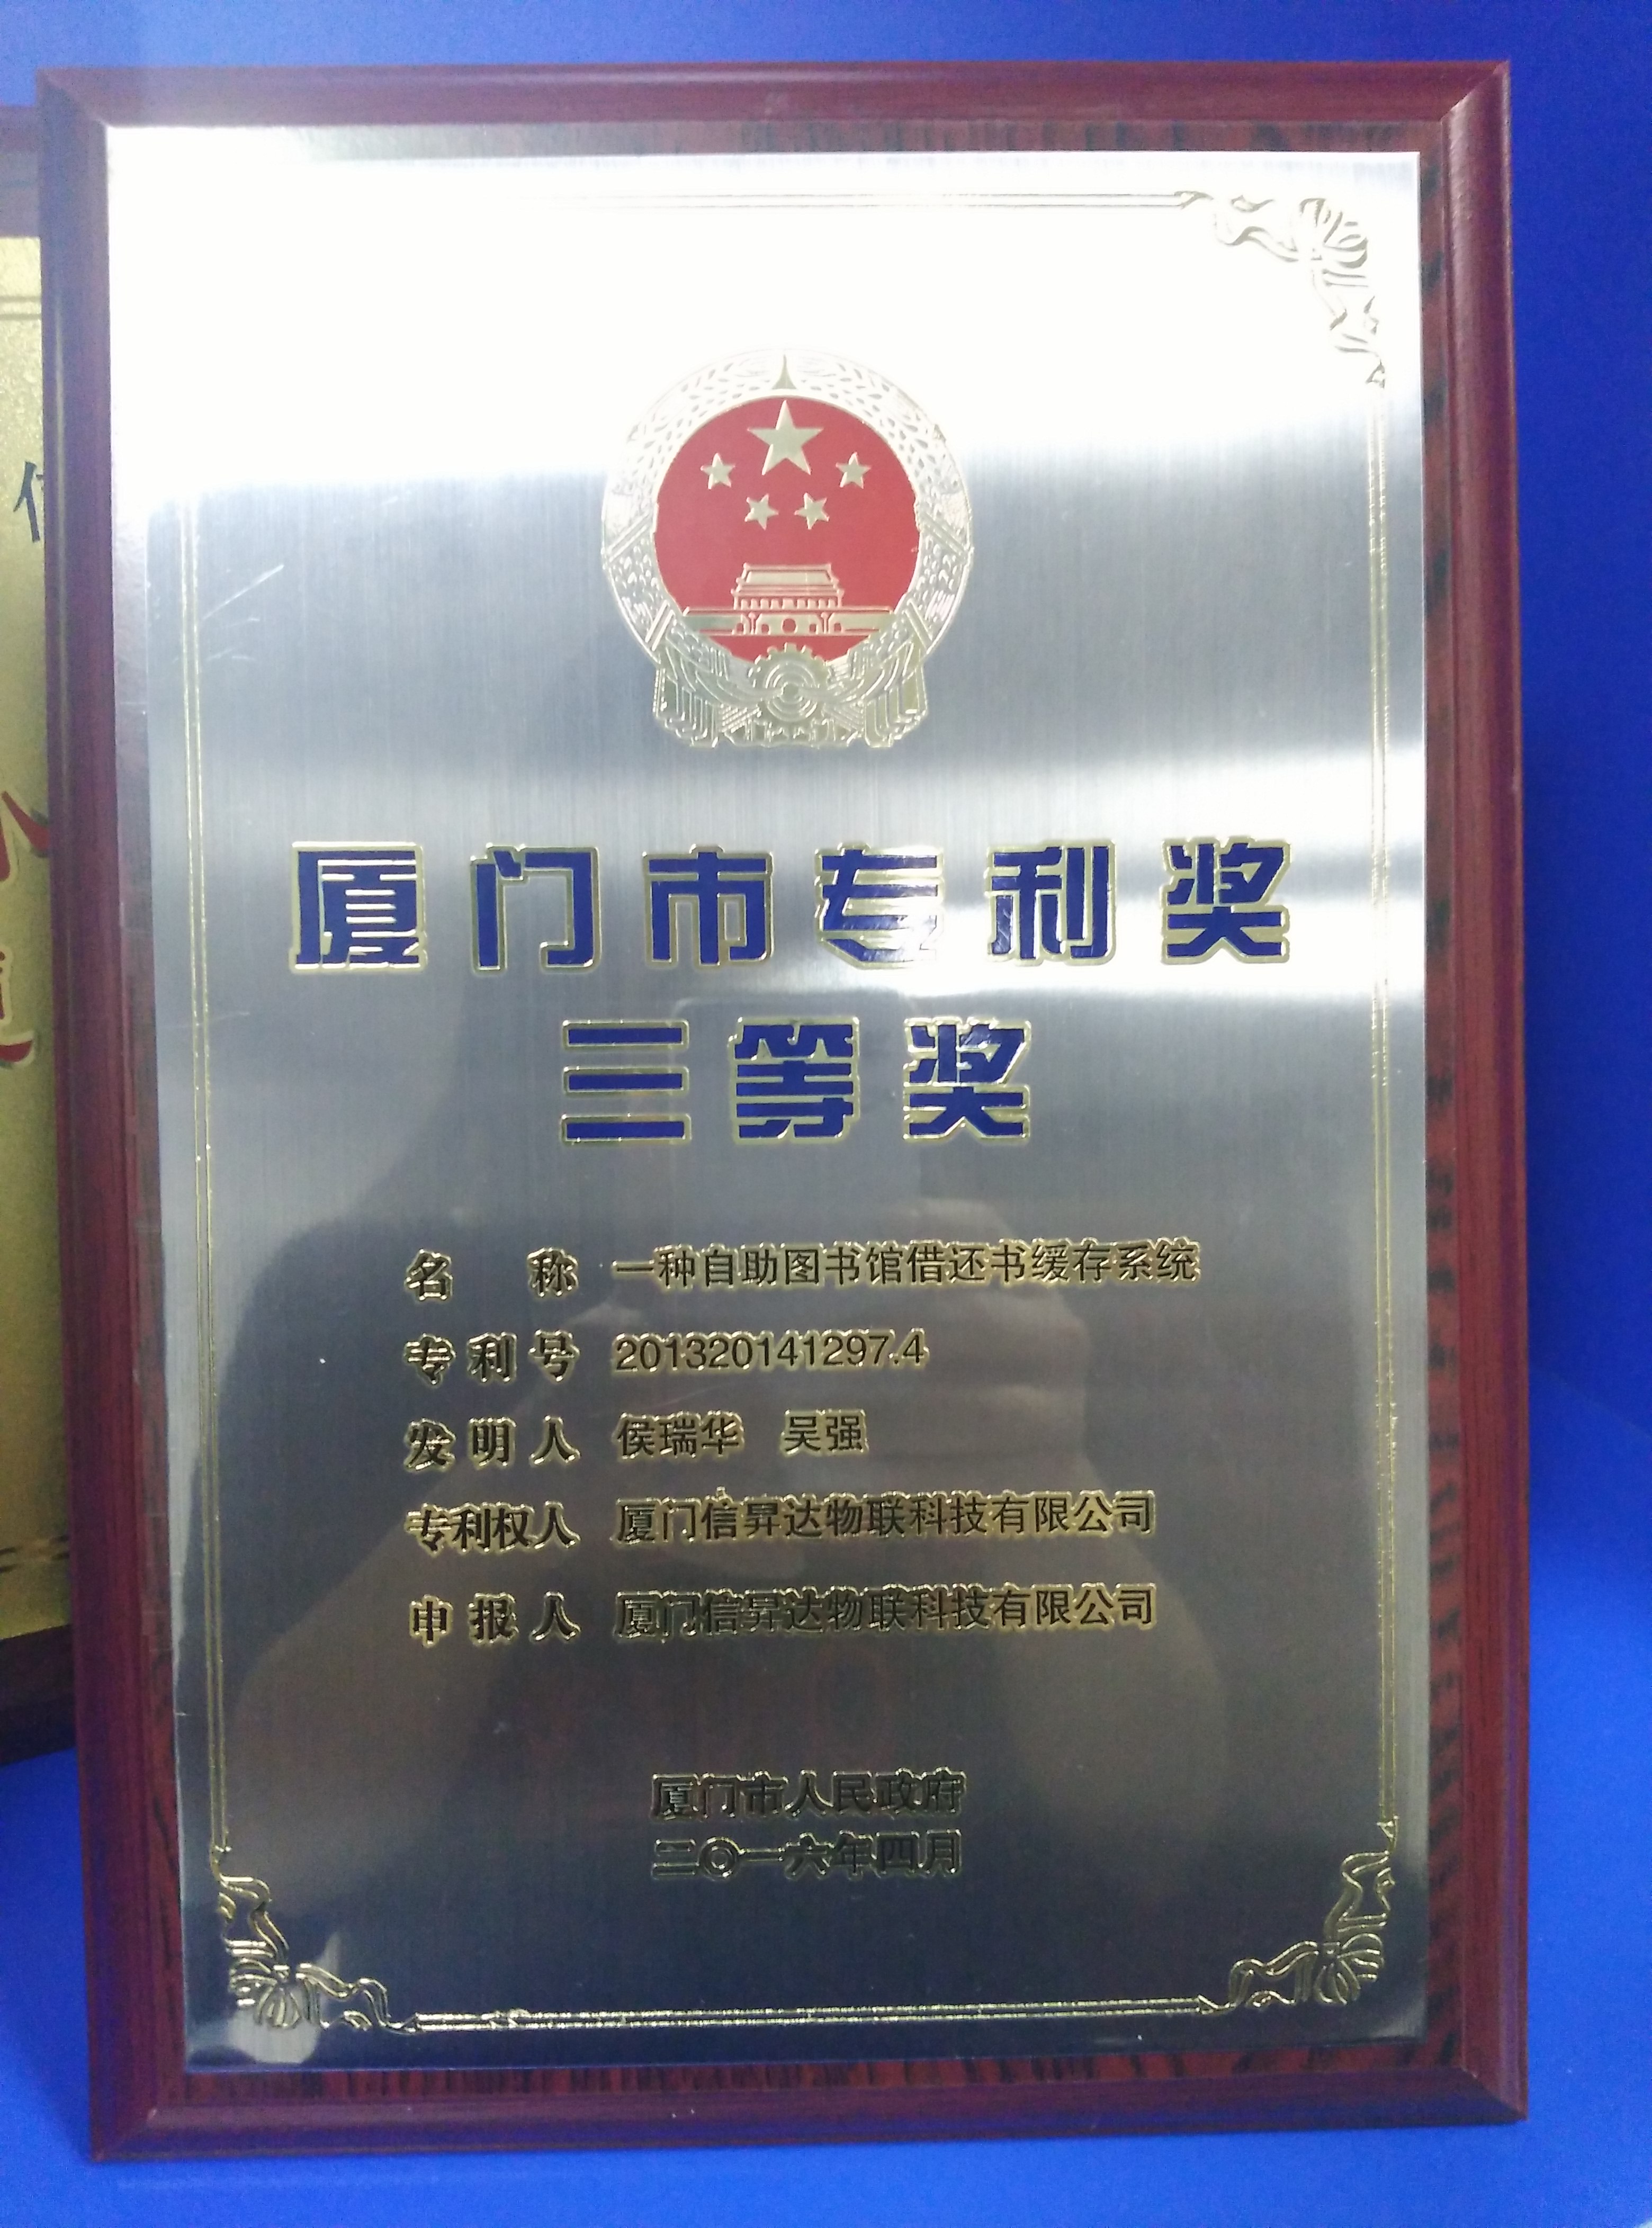 厦门市专利奖
三等奖
名 称 一种自助图书馆借还书缓存系统
专利号 201320141297.4
发明人 侯瑞华 吴强
专利权人 厦门信昇达物联科技有限公司
申报人 厦门信昇达物联科技有限公司
厦门市人民政府
二〇一六年四月